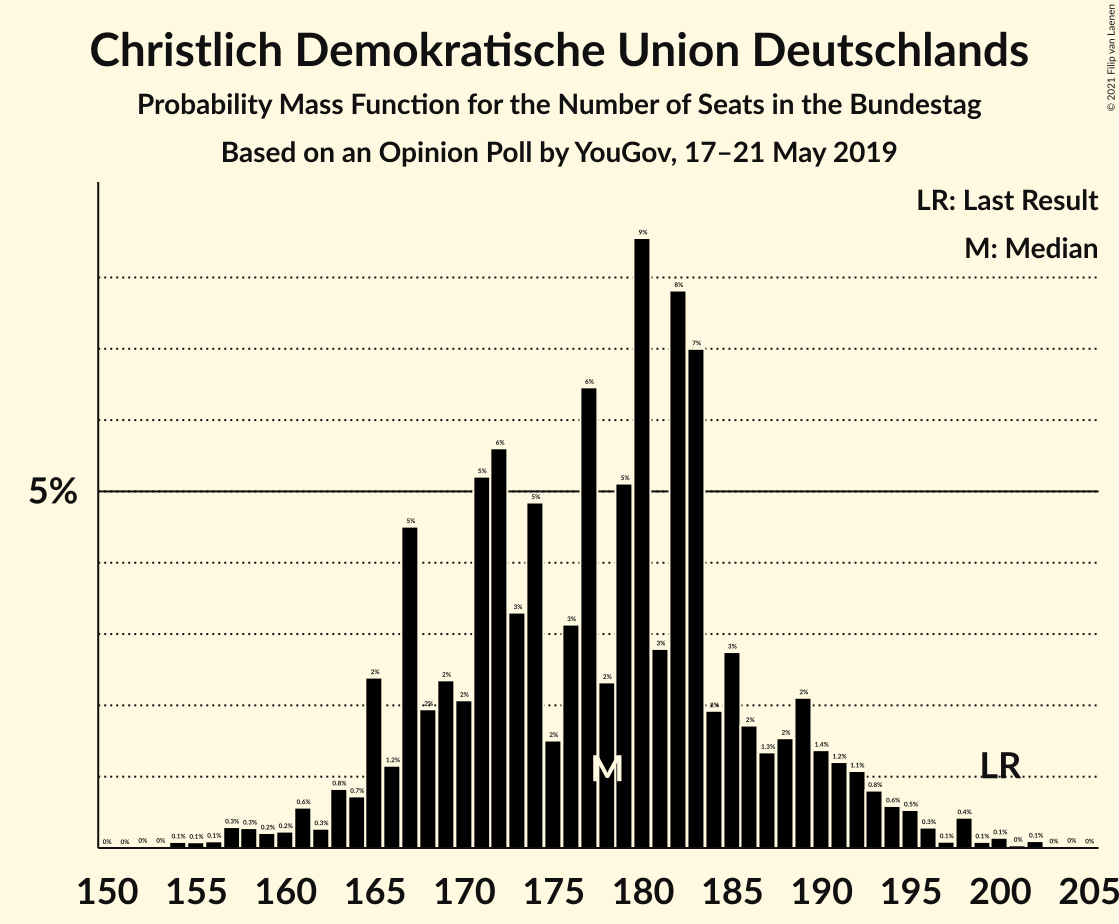 Christlich Demokratische Union Deutschlands
Probability Mass Function for the Number of Seats in the Bundestag
Based on an Opinion Poll by YouGov, 17–21 May 2019
© 2021 Filip van Laenen
LR: Last Result
M: Median
5%
0% 0% 0% 0% 0.1% 0.1% 0.1% 0.3% 0.3% 0.2% 0.2% 0.6% 0.3% 0.8% 0.7% 2% 1.2% 5% 2% 2% 2% 5% 6% 3% 5% 2% 3% 6% 2% 5% 9% 3% 8% 7% 2% 3% 2% 1.3% 2% 2% 1.4% 1.2% 1.1% 0.8% 0.6% 0.5% 0.3% 0.1% 0.4% 0.1% 0.1% 0% 0.1% 0% 0% 0%
M
LR
150 155 160 165 170 175 180 185 190 195 200 205